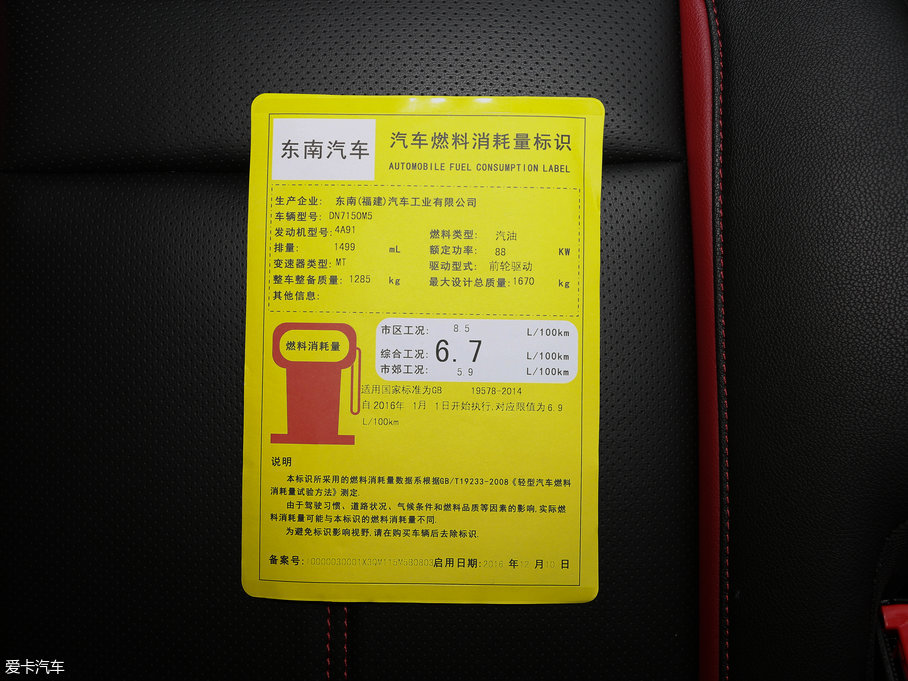 东南汽车
汽车燃料消耗量标识
AUTOMOBILE FUEL CONSUMPTION LABEL
生产企业: 东南(福建)汽车工业有限公司
车辆型号: DN7150M5
发动机型号: 4A91 燃料类型: 汽油
排量: 1499 mL 额定功率: 88 KW
变速器类型: MT 驱动型式: 前轮驱动
整车整备质量: 1285 kg 最大设计总质量: 1670 kg
其他信息:
燃料消耗量
市区工况: 8 5 L/100km
综合工况: 6.7 L/100km
市郊工况: 5 9 L/100km
适用国家标准为GB 19578-2014
自2016年 1月 1日开始执行,对应限值为6.9
L/100km
说明
本标识所采用的燃料消耗量数据系根据GB/T19233-2008《轻型汽车燃料
消耗量试验方法》测定.
由于驾驶习惯、道路状况、气候条件和燃料品质等因素的影响,实际燃
料消耗量可能与本标识的燃料消耗量不同.
为避免标识影响视野,请在购买车辆后去除标识.
备案号: 启用日期: 2016 年 12 月 10 日
爱卡汽车